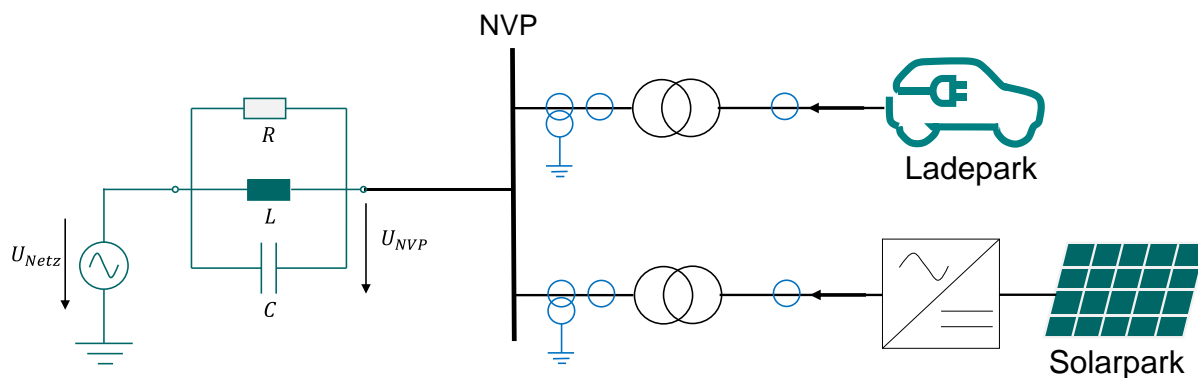 NVP
R
L
C
U_Netz
U_NVP
Ladepark
Solarpark